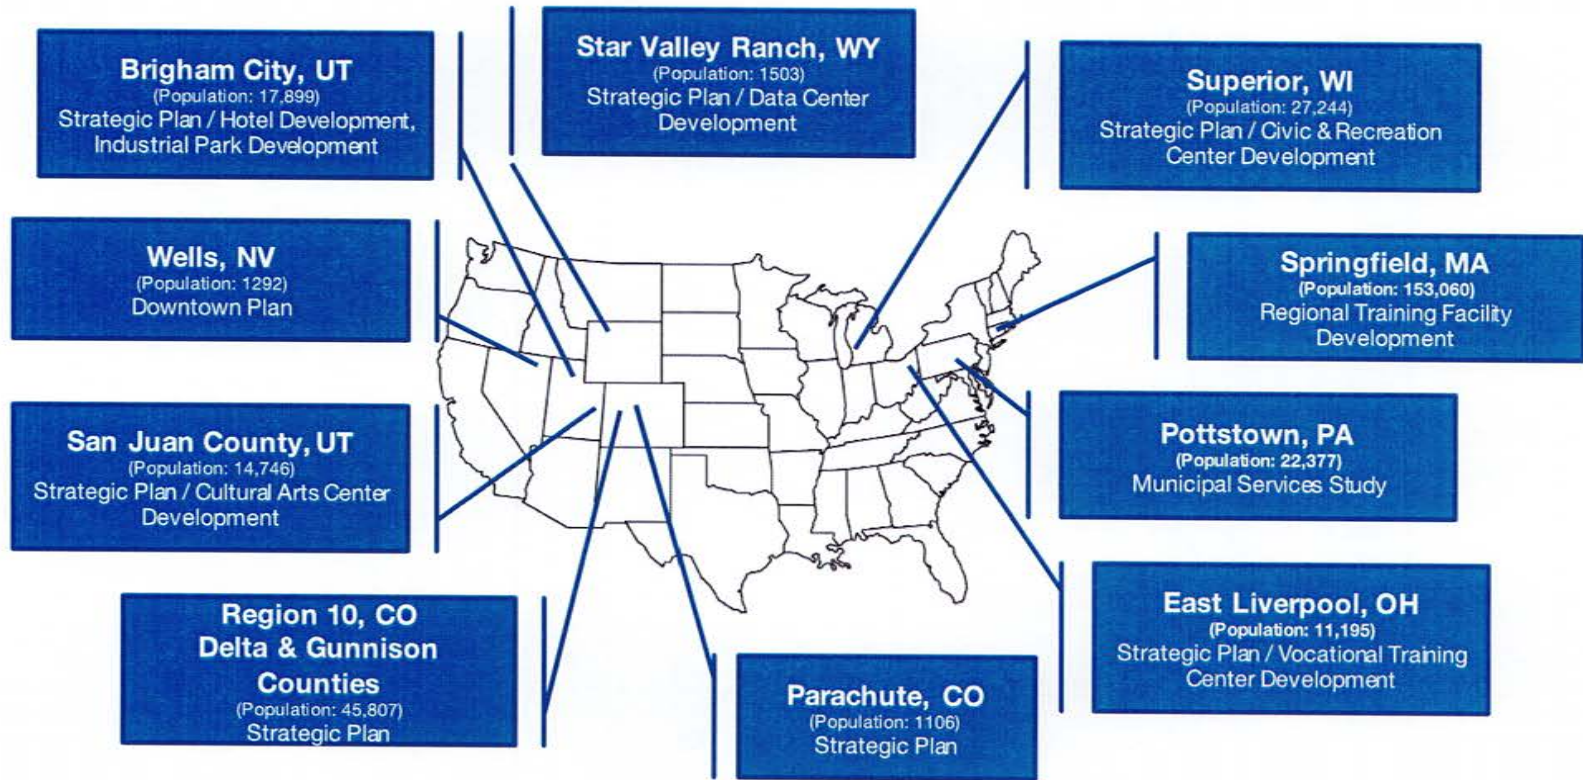 Brigham City, UT
(Population: 17,899)
Strategic Plan / Hotel Development,
Industrial Park Development
Star Valley Ranch, WY
(Population: 1503)
Strategic Plan / Data Center
Development
Superior, WI
(Population: 27,244)
Strategic Plan / Civic & Recreation
Center Development
Wells, NV
(Population: 1292)
Downtown Plan
Springfield, MA
(Population: 153,060)
Regional Training Facility
Development
San Juan County, UT
(Population: 14,746)
Strategic Plan / Cultural Arts Center
Development
Pottstown, PA
(Population: 22,377)
Municipal Services Study
Region 10, CO
Delta & Gunnison
Counties
(Population: 45,807)
Strategic Plan
Parachute, CO
(Population: 1106)
Strategic Plan
East Liverpool, OH
(Population: 11,195)
Strategic Plan / Vocational Training
Center Development